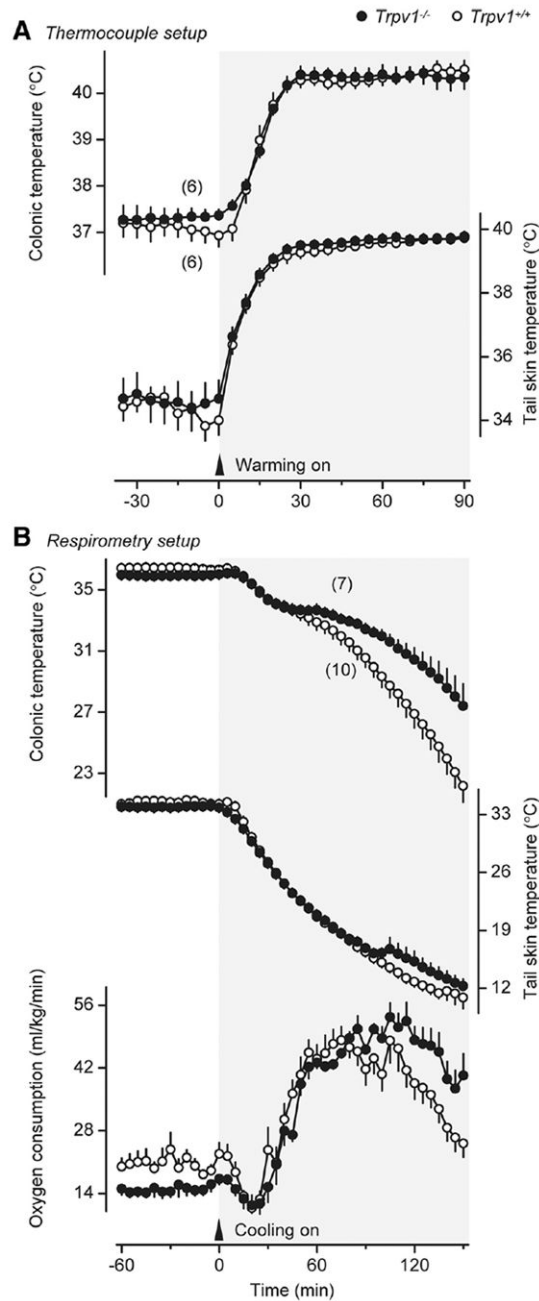 ● Trpv1-/- ○ Trpv1+/+
A Thermocouple setup
Colonic temperature (°C)
40
39
38
37
(6)
(6)
Tail skin temperature (°C)
40
38
36
34
Warming on
-30 0 30 60 90
B Respirometry setup
Colonic temperature (°C)
35
31
27
23
(7)
(10)
Tail skin temperature (°C)
33
26
19
12
Oxygen consumption (ml/kg/min)
56
42
28
14
Cooling on
-60 0 60 120
Time (min)